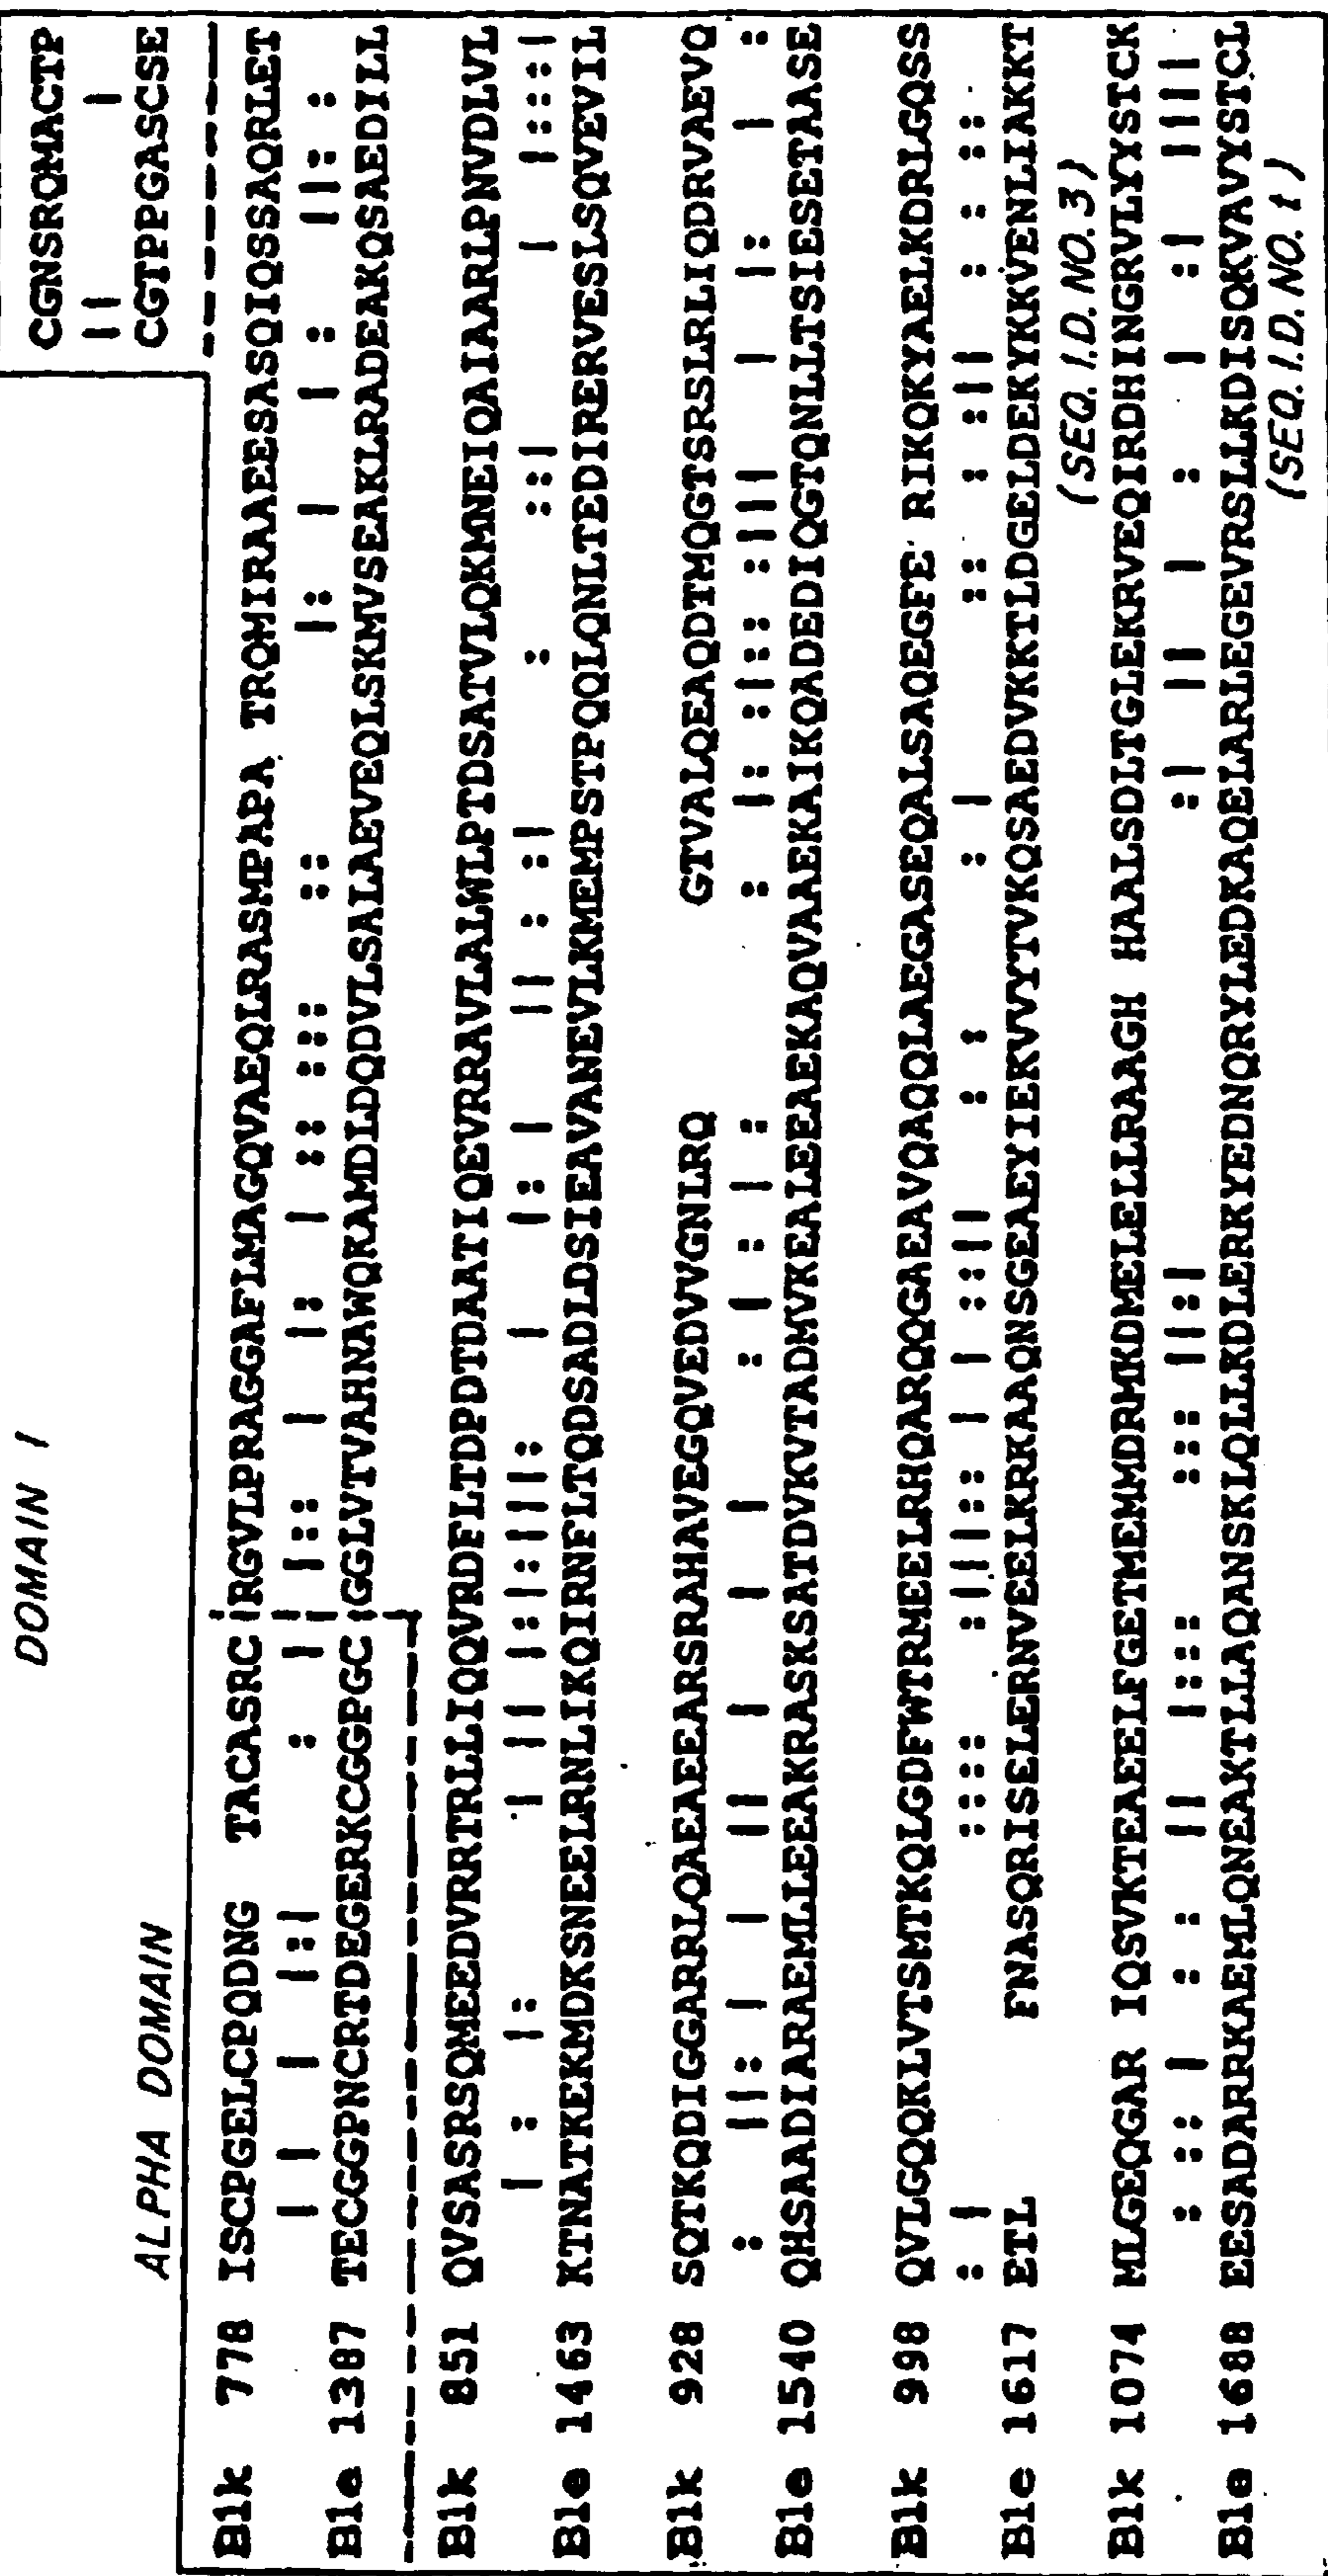 DOMAIN I
CGNSRQMACTP
CGTPPGASCSE
ALPHA DOMAIN
B1k 778 ISCPGELCPQDNG TACASRC RGVLPRAGGAFLMAGQVAEQLRASMPAPA TRQMIRAAEESASQIQSSAQRLET
B1e 1387 TECGGPNCRTDEGERKCGGPGC GGLVTVAHNAWQKAMDLDQDVLSALAEVEQLSKMVSEAKLRADEAKQSAEDILL
B1k 851 QVSASRSQMEEDVRRTRLLIQQVRDFLTDPDTDAATIQEVRRAVLALWLPTDSATVLQKMNEIQAIAARLPNVDLVL
B1e 1463 KTNATKEKMDKSNEELRNLIKQIRNFLTQDSADLDSIEAVANEVLKMEMPSTPQQLQNLTEDIRERVESLSQVEVIL
B1k 928 SQTKQDIGGARRLQAEAEEARSRAHAVEGQVEDVVGNLRQ GTVALQEAQDTMQGTSRSLRLIQDRVAEVQ
B1e 1540 QHSAADIARAEMLLEEAKRASKSATDVKVTADMVKEALEEAEKAQVAAEKAIKQADEDIQGTQNLLTSIESETAASE
B1k 998 QVLGQQKLVTSMTKQLGDFWTRMEELRHQARQQGAEAVQAQQLAEGASEQALSAQEGFE RIKQKYAELKDRLGQSS
B1e 1617 ETL FNASQRISELERNVEELKRKAAQNSGEAEYIEKVVYTVKQSAEDVKKTLDGELDEKYKKVENLIAKKT
(SEQ. I.D. NO. 3)
B1k 1074 MLGEQGAR IQSVKTEAEELFGETMEMMDRMKDMELELLRAAGH HAALSDLTGLEKRVEQIRDHINGRVLYYSTCK
B1e 1688 EESADARRKAEMLQNEAKTLLAQANSKLQLLKDLERKYEDNQRYLEDKAQELARLEGEVRSLLKDISQKVAVYSTCL
(SEQ. I.D. NO. 1)